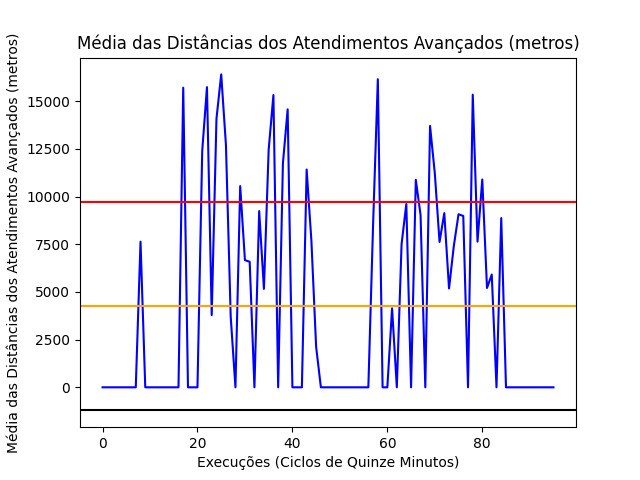 Média das Distâncias dos Atendimentos Avançados (metros)
Média das Distâncias dos Atendimentos Avançados (metros)
15000
12500
10000
7500
5000
2500
0
0 20 40 60 80
Execuções (Ciclos de Quinze Minutos)